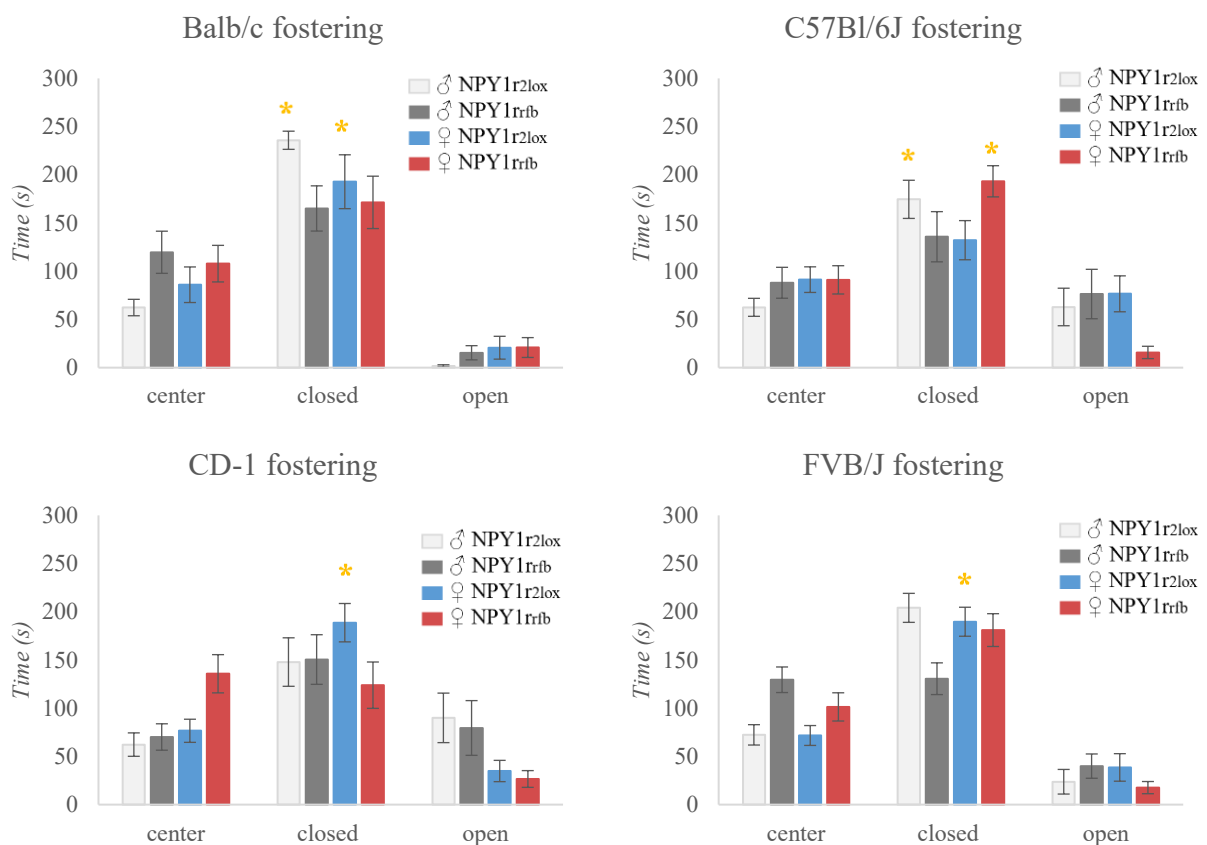 Balb/c fostering
300
250
200
150
100
50
0
Time (s)
♂ NPY1r2lox
♂ NPY1rrfb
♀ NPY1r2lox
♀ NPY1rrfb
* *
center closed open
C57Bl/6J fostering
300
250
200
150
100
50
0
Time (s)
♂ NPY1r2lox
♂ NPY1rrfb
♀ NPY1r2lox
♀ NPY1rrfb
* *
center closed open
CD-1 fostering
300
250
200
150
100
50
0
Time (s)
♂ NPY1r2lox
♂ NPY1rrfb
♀ NPY1r2lox
♀ NPY1rrfb
*
center closed open
FVB/J fostering
300
250
200
150
100
50
0
Time (s)
♂ NPY1r2lox
♂ NPY1rrfb
♀ NPY1r2lox
♀ NPY1rrfb
*
center closed open